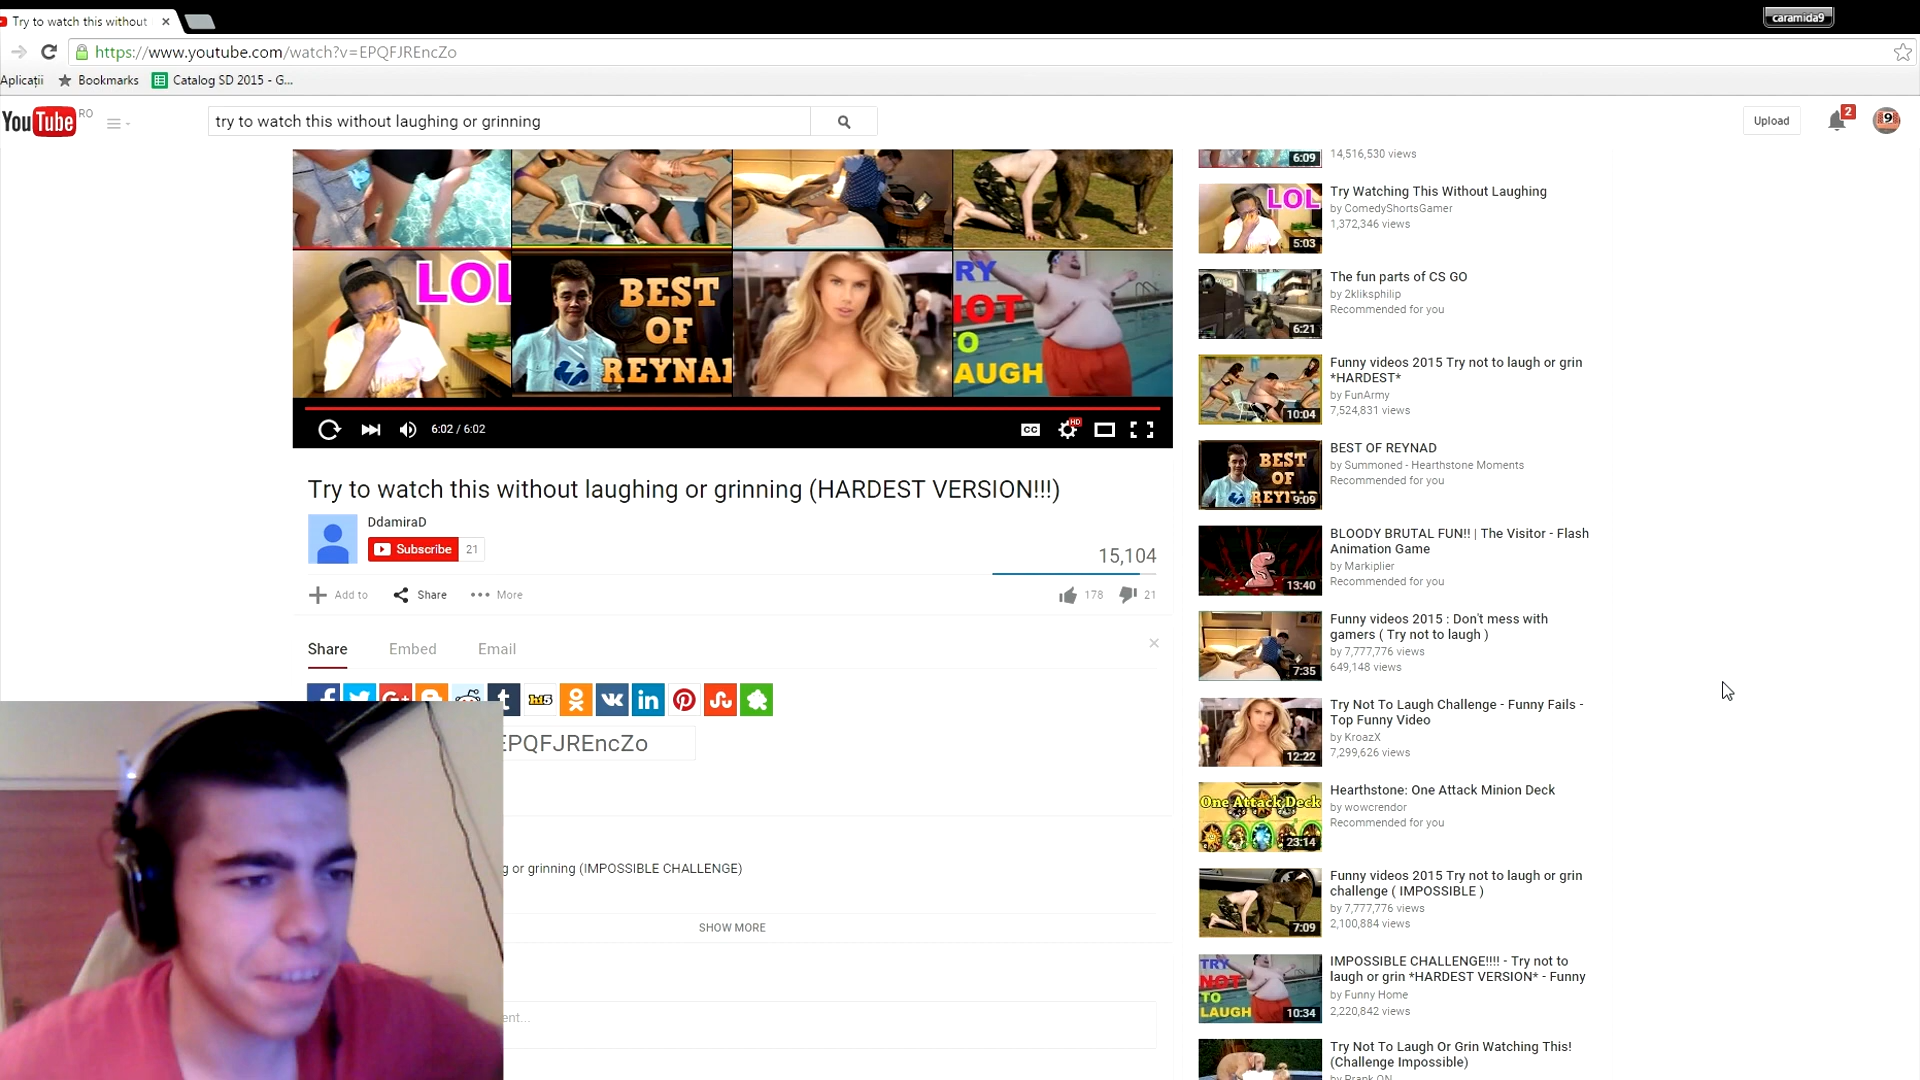 Try to watch this without
caramida9
https://www.youtube.com/watch?v=EPQFJREncZo
Aplicații Bookmarks Catalog SD 2015 - G...
YouTube RO
try to watch this without laughing or grinning
Upload
2
9
LOL
BEST OF REYNAD
RY
NOT
O
AUGH
6:02 / 6:02
CC
HD
Try to watch this without laughing or grinning (HARDEST VERSION!!!)
DdamiraD
Subscribe 21
15,104
Add to Share More
178 21
Share Embed Email
EPQFJREncZo
g or grinning (IMPOSSIBLE CHALLENGE)
SHOW MORE
ent...
6:09
14,516,530 views
LOL
5:03
Try Watching This Without Laughing
by ComedyShortsGamer
1,372,346 views
6:21
The fun parts of CS GO
by 2kliksphilip
Recommended for you
10:04
Funny videos 2015 Try not to laugh or grin
*HARDEST*
by FunArmy
7,524,831 views
BEST
OF
9:09
BEST OF REYNAD
by Summoned - Hearthstone Moments
Recommended for you
13:40
BLOODY BRUTAL FUN!! | The Visitor - Flash
Animation Game
by Markiplier
Recommended for you
7:35
Funny videos 2015 : Don't mess with
gamers ( Try not to laugh )
by 7,777,776 views
649,148 views
12:22
Try Not To Laugh Challenge - Funny Fails -
Top Funny Video
by KroazX
7,299,626 views
One Attack Deck
23:14
Hearthstone: One Attack Minion Deck
by wowcrendor
Recommended for you
7:09
Funny videos 2015 Try not to laugh or grin
challenge ( IMPOSSIBLE )
by 7,777,776 views
2,100,884 views
TRY
NOT
TO
LAUGH
10:34
IMPOSSIBLE CHALLENGE!!!! - Try not to
laugh or grin *HARDEST VERSION* - Funny
by Funny Home
2,220,842 views
Try Not To Laugh Or Grin Watching This!
(Challenge Impossible)
by Prank ON